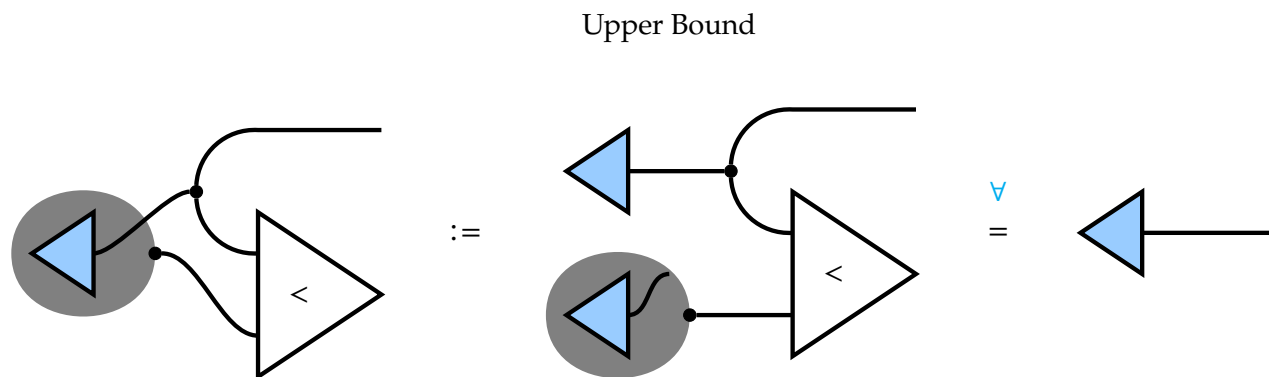 Upper Bound
∀
< := < =